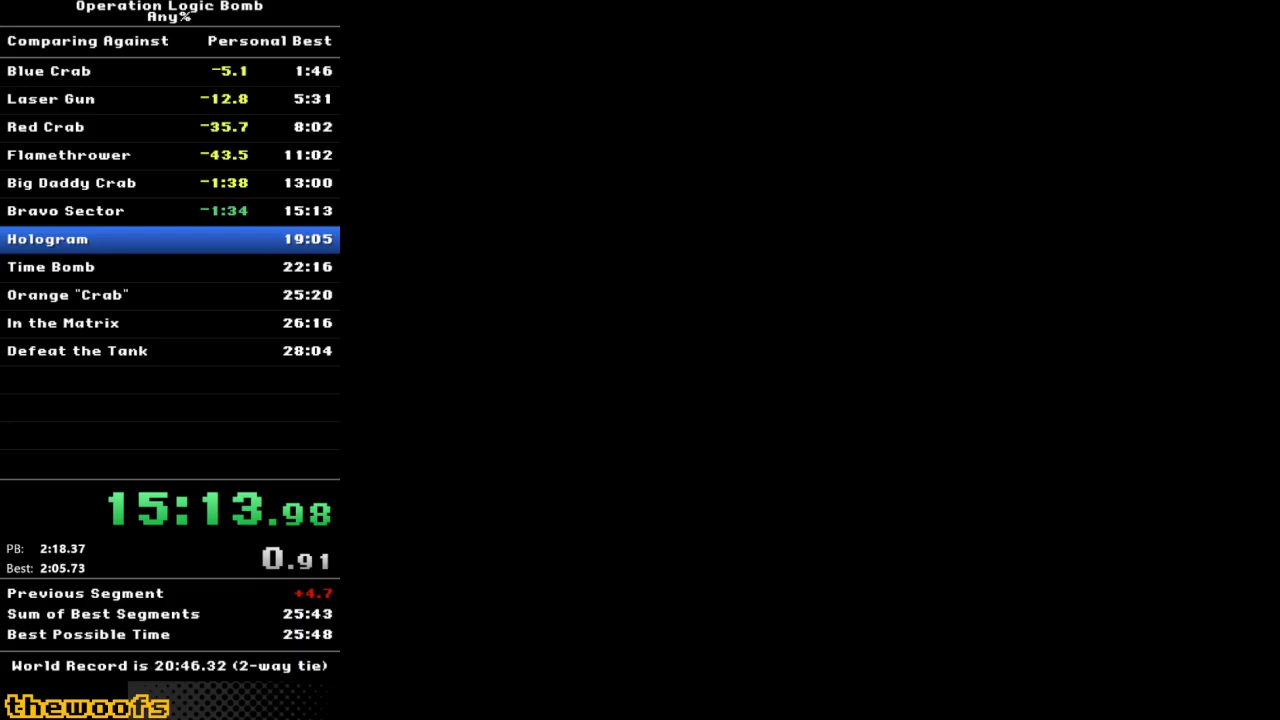 Operation Logic Bomb
Any%
Comparing Against Personal Best
Blue Crab −5.1 1:46
Laser Gun −12.8 5:31
Red Crab −35.7 8:02
Flamethrower −43.5 11:02
Big Daddy Crab −1:38 13:00
Bravo Sector −1:34 15:13
Hologram 19:05
Time Bomb 22:16
Orange "Crab" 25:20
In the Matrix 26:16
Defeat the Tank 28:04
15:13.98
PB: 2:18.37
0.91
Best: 2:05.73
Previous Segment +4.7
Sum of Best Segments 25:43
Best Possible Time 25:48
World Record is 20:46.32 (2-way tie)
thewoofs